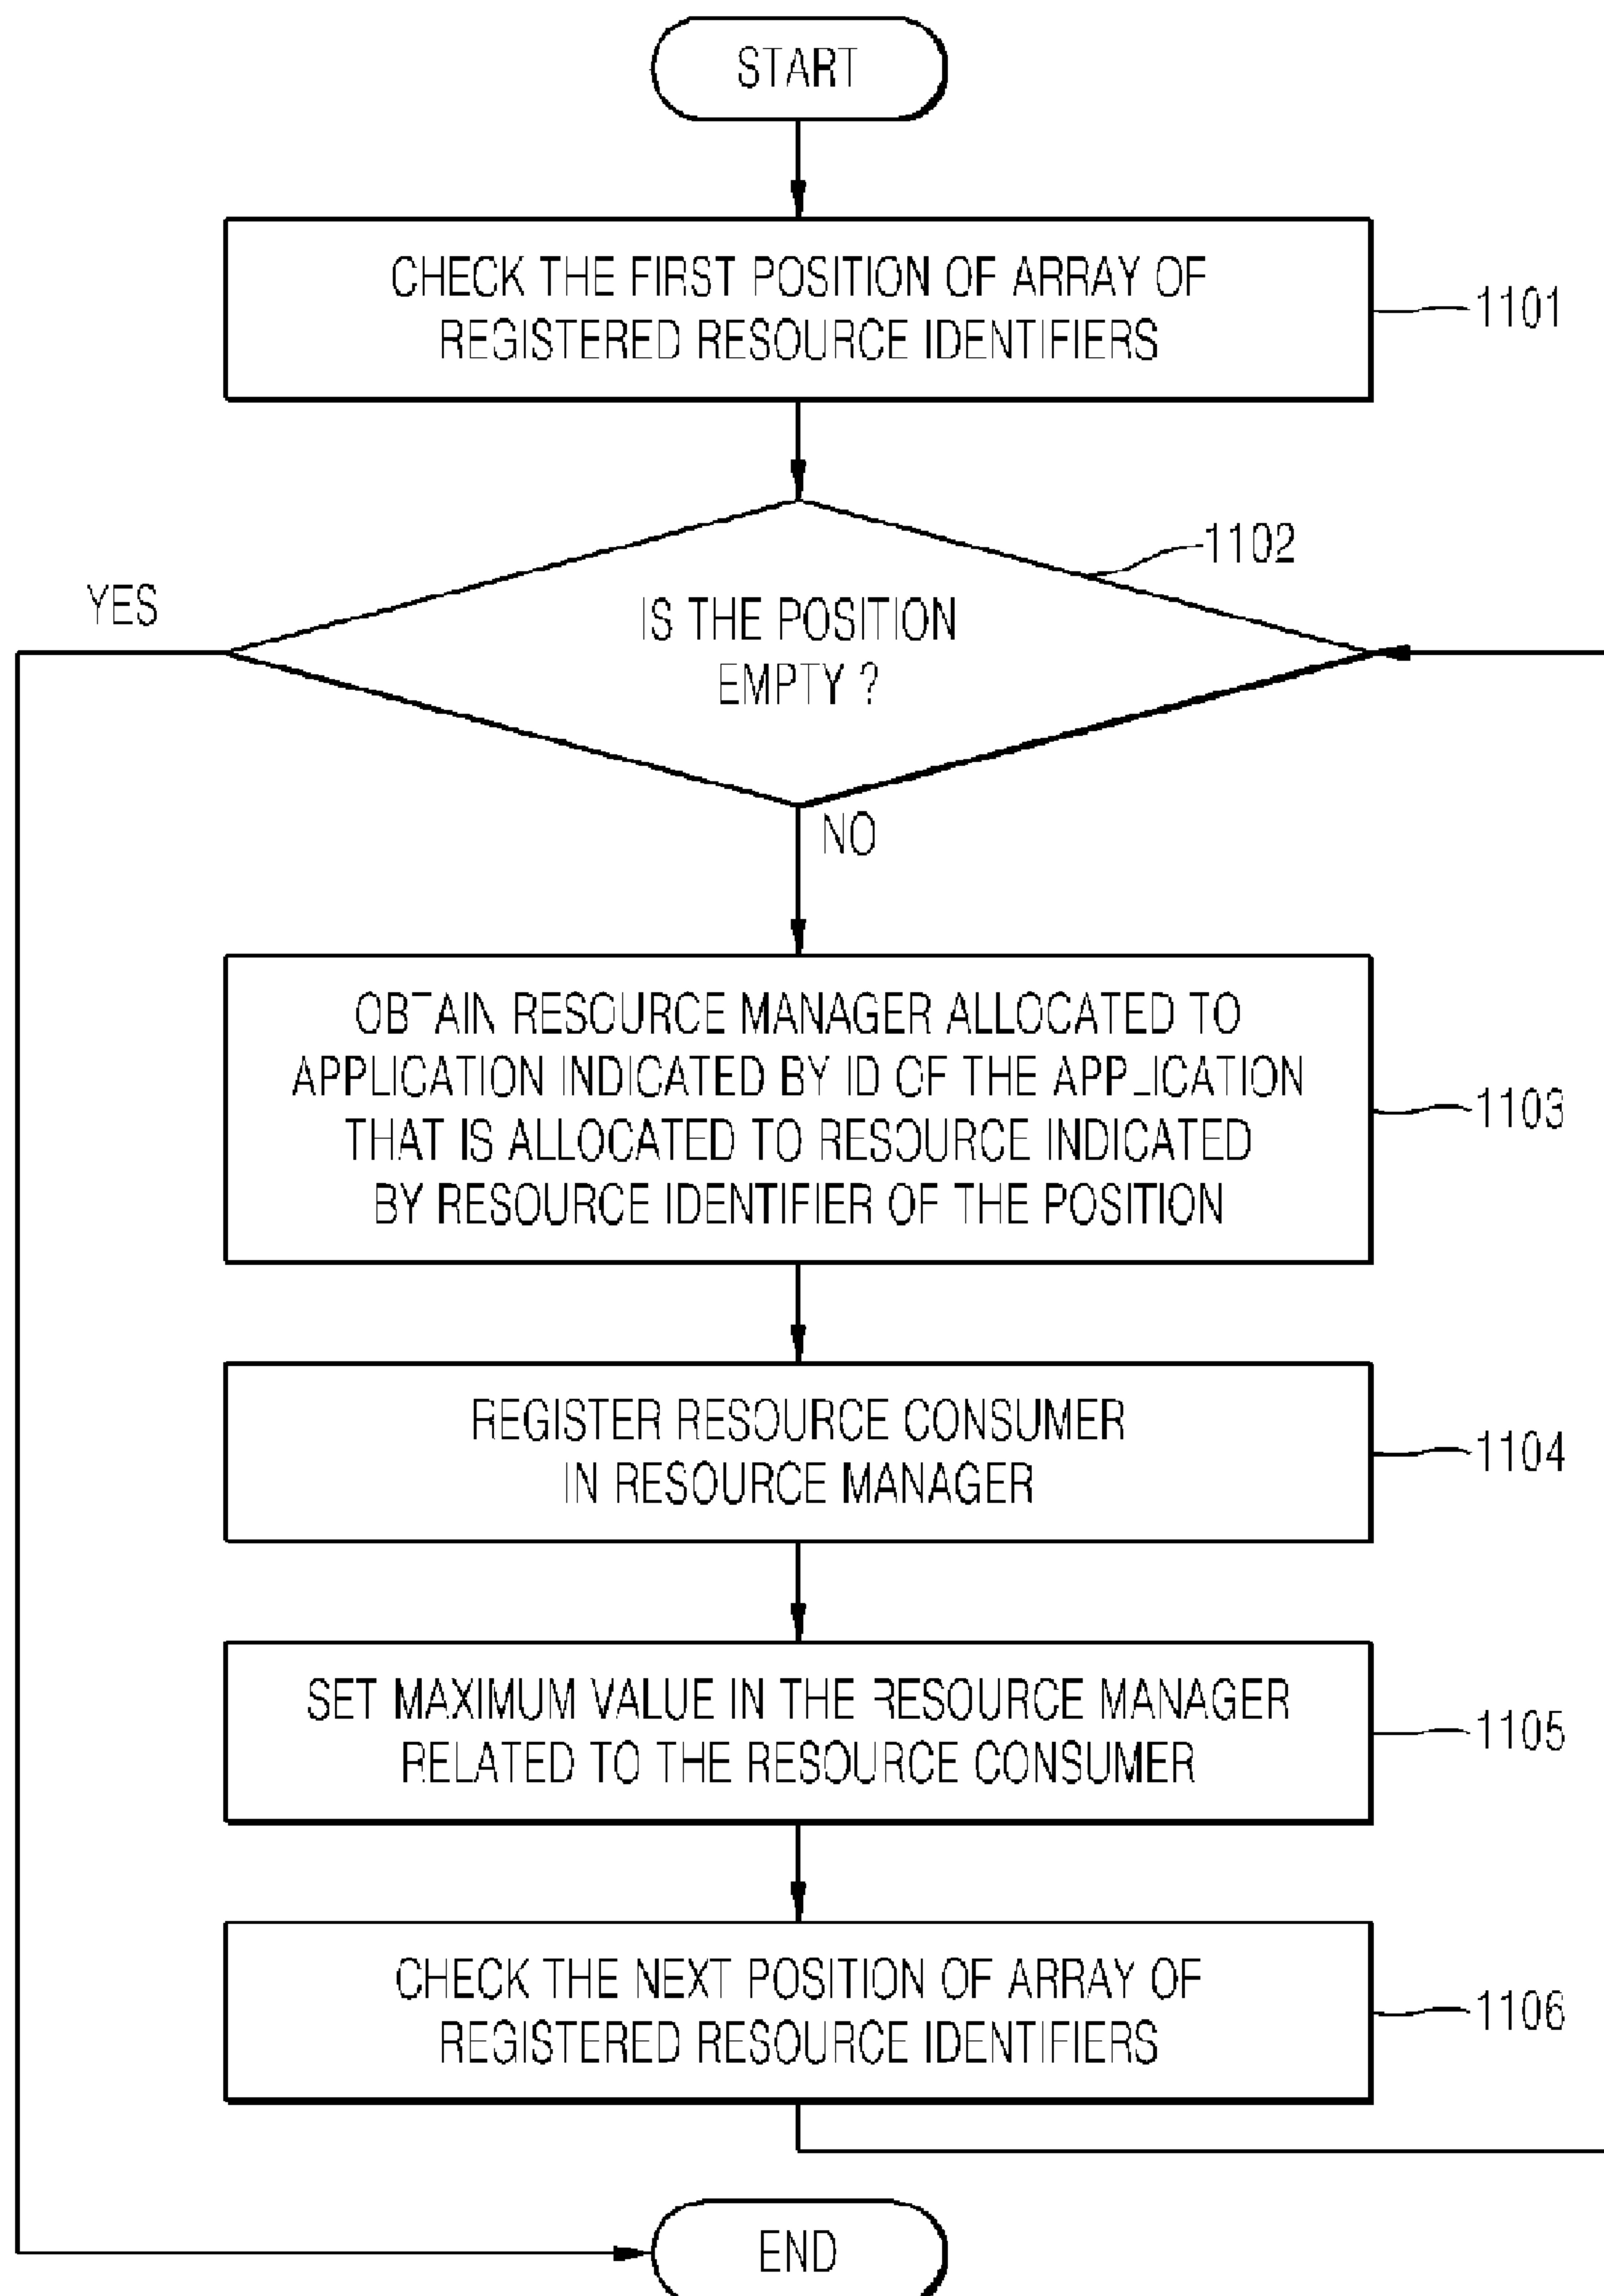 START
CHECK THE FIRST POSITION OF ARRAY OF
REGISTERED RESOURCE IDENTIFIERS
1101
1102
YES
IS THE POSITION
EMPTY ?
NO
OBTAIN RESOURCE MANAGER ALLOCATED TO
APPLICATION INDICATED BY ID OF THE APPLICATION
THAT IS ALLOCATED TO RESOURCE INDICATED
BY RESOURCE IDENTIFIER OF THE POSITION
1103
REGISTER RESOURCE CONSUMER
IN RESOURCE MANAGER
1104
SET MAXIMUM VALUE IN THE RESOURCE MANAGER
RELATED TO THE RESOURCE CONSUMER
1105
CHECK THE NEXT POSITION OF ARRAY OF
REGISTERED RESOURCE IDENTIFIERS
1106
END